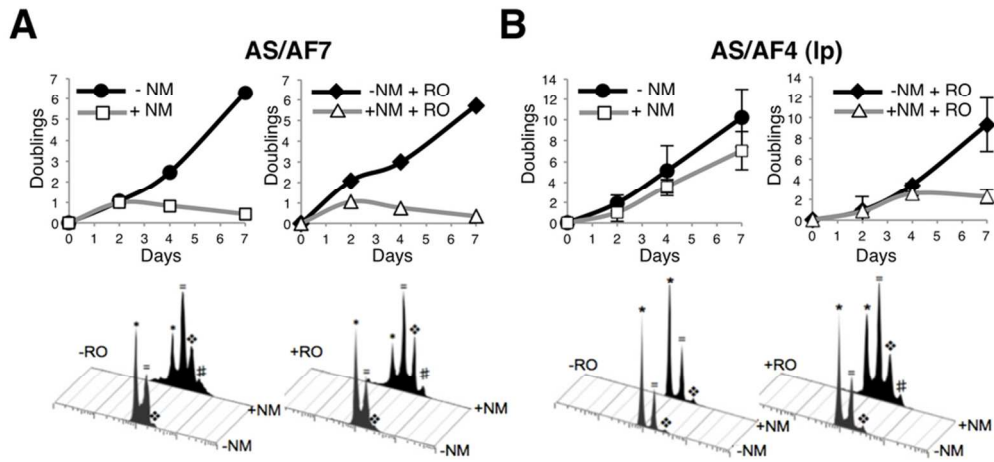 A
AS/AF7
Doublings
7
6
5
4
3
2
1
0
- NM
+ NM
0 1 2 3 4 5 6 7
Days
Doublings
7
6
5
4
3
2
1
0
-NM + RO
+NM + RO
0 1 2 3 4 5 6 7
Days
-RO
* = ❖
* = ❖ #
+NM
-NM
+RO
* = ❖
* = ❖ #
+NM
-NM
B
AS/AF4 (Ip)
Doublings
14
12
10
8
6
4
2
0
- NM
+ NM
0 1 2 3 4 5 6 7
Days
Doublings
14
12
10
8
6
4
2
0
-NM + RO
+NM + RO
0 1 2 3 4 5 6 7
Days
-RO
* = ❖
* = ❖
+NM
-NM
+RO
* = ❖
* = ❖ #
+NM
-NM